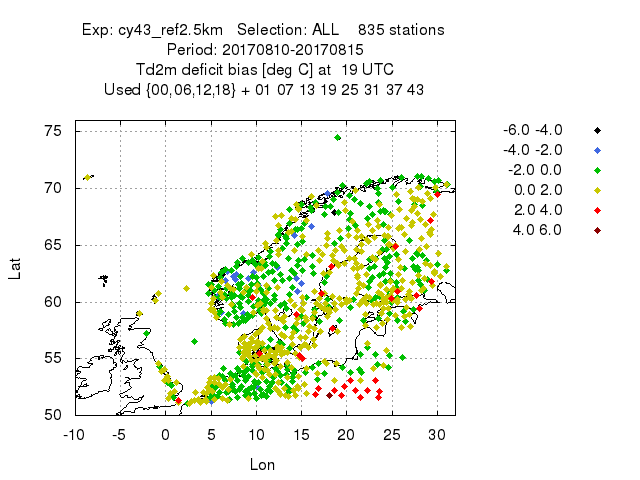 Exp: cy43_ref2.5km Selection: ALL 835 stations
Period: 20170810-20170815
Td2m deficit bias [deg C] at 19 UTC
Used {00,06,12,18} + 01 07 13 19 25 31 37 43
75
70
65
60
55
50
-10 -5 0 5 10 15 20 25 30
Lat
Lon
-6.0 -4.0
-4.0 -2.0
-2.0 0.0
0.0 2.0
2.0 4.0
4.0 6.0